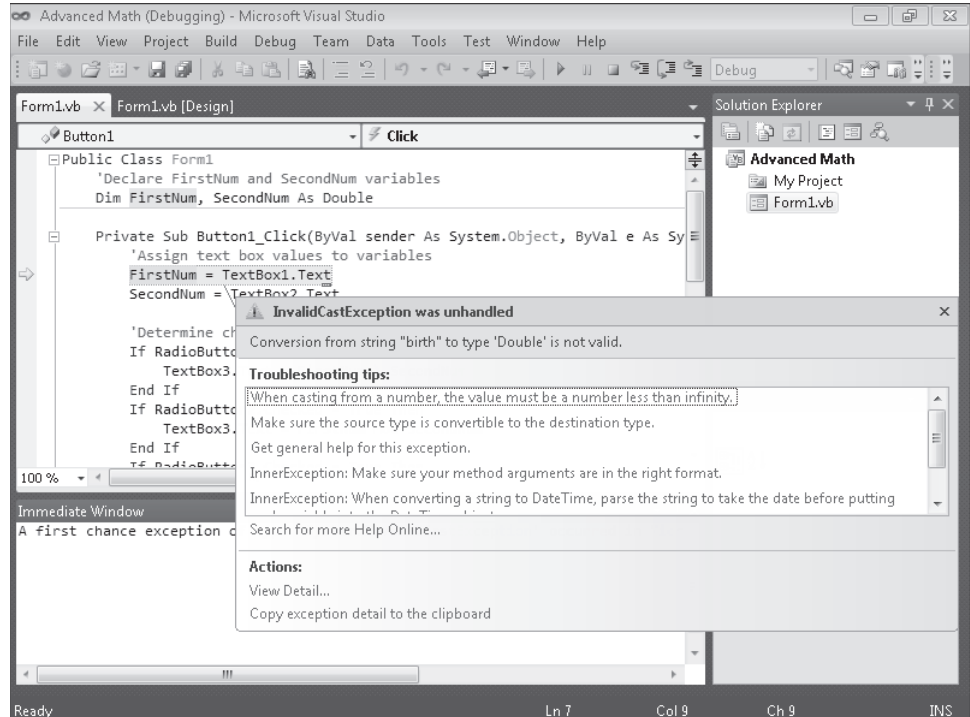 Advanced Math (Debugging) - Microsoft Visual Studio
File Edit View Project Build Debug Team Data Tools Test Window Help
Debug
Form1.vb Form1.vb [Design]
Button1 Click
Public Class Form1
'Declare FirstNum and SecondNum variables
Dim FirstNum, SecondNum As Double
Private Sub Button1_Click(ByVal sender As System.Object, ByVal e As Sy
'Assign text box values to variables
FirstNum = TextBox1.Text
SecondNum = TextBox2.Text
'Determine ch
If RadioButto
TextBox3.
End If
If RadioButto
TextBox3.
End If
If RadioButto
100 %
InvalidCastException was unhandled
Conversion from string "birth" to type 'Double' is not valid.
Troubleshooting tips:
When casting from a number, the value must be a number less than infinity.
Make sure the source type is convertible to the destination type.
Get general help for this exception.
InnerException: Make sure your method arguments are in the right format.
InnerException: When converting a string to DateTime, parse the string to take the date before putting
Search for more Help Online...
Actions:
View Detail...
Copy exception detail to the clipboard
Immediate Window
A first chance exception o
Solution Explorer
Advanced Math
My Project
Form1.vb
Ready Ln 7 Col 9 Ch 9 INS